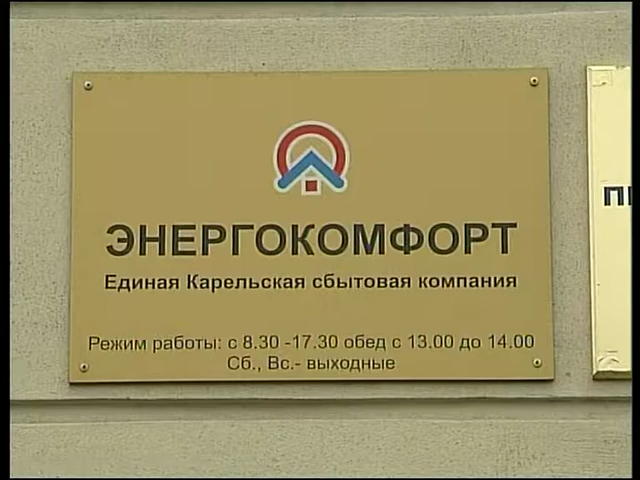 ЭНЕРГОКОМФОРТ
Единая Карельская сбытовая компания
Режим работы: с 8.30 -17.30 обед с 13.00 до 14.00
Сб., Вс.- выходные